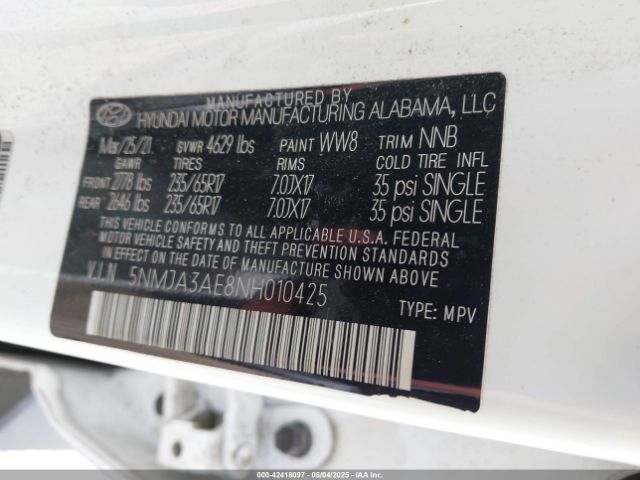 MANUFACTURED BY
HYUNDAI MOTOR MANUFACTURING ALABAMA, LLC
Mar/25/21 GVWR 4629 lbs PAINT WW8 TRIM NNB
GAWR TIRES RIMS COLD TIRE INFL
FRONT 2778 lbs 235/65R17 7.0JX17 35 psi SINGLE
REAR 2646 lbs 235/65R17 7.0JX17 35 psi SINGLE
THIS VEHICLE CONFORMS TO ALL APPLICABLE U.S.A. FEDERAL
MOTOR VEHICLE SAFETY AND THEFT PREVENTION STANDARDS
IN EFFECT ON THE DATE OF MANUFACTURE SHOWN ABOVE
V.I.N 5NMJA3AE8NH010425
TYPE: MPV
000-42418097 - 06/04/2025 - COPYRIGHT IAA, LLC